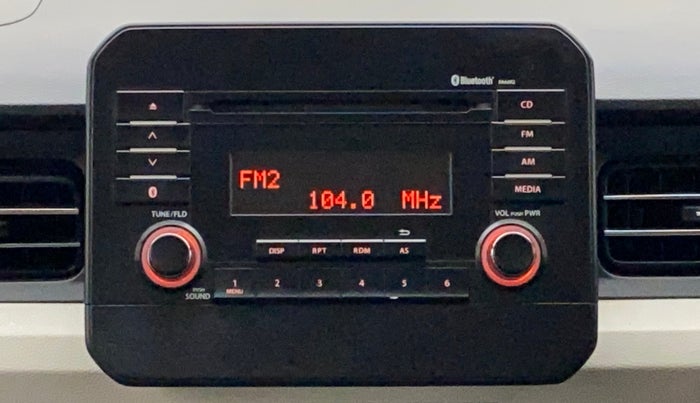 Bluetooth
CD
FM
AM
MEDIA
FM2
104.0 MHz
TUNE/FLD
VOL PUSH PWR
DISP RPT RDM AS
PUSH
SOUND
1 2 3 4 5 6
MENU